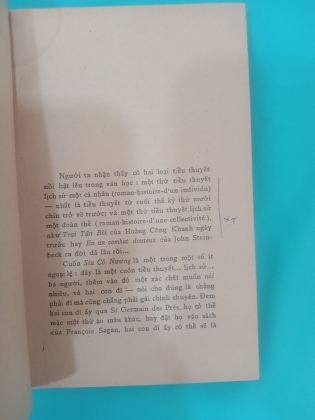 Người ta nhận thấy có hai loại tiểu thuyết
nổi bật lên trong văn học : một thứ tiểu thuyết
lịch sử một cá nhân (roman-histoire-d'un individu)
— nhất là tiểu thuyết từ cuối thế kỷ thứ mười
chín trở về trước; và một thứ tiểu thuyết lịch sử
một đoàn thể (roman-histoire-d'une-collectivité),
như Trại Tân Bồi của Hoàng Công Khanh ngày
trước hay En un combat douteux của John Stein-
beck ra đời đã lâu rồi...
Cuốn Sáu Cô Nương là một trong một số ít
ngoại lệ : đây là một cuốn tiểu thuyết... lịch sử...
ba người, thêm vào đó một xác chết muốn nói
nhiều, và hai con đĩ — nói cho đúng là chẳng
phải đĩ mà cũng chẳng phải gái chính chuyên. Đem
hai con đĩ ấy qua St Germain des Prés, họ có thể
mặc một thứ áo màu khác, hay đặt họ vào sách
của Françoise Sagan, hai con đĩ ấy có thể sẽ là